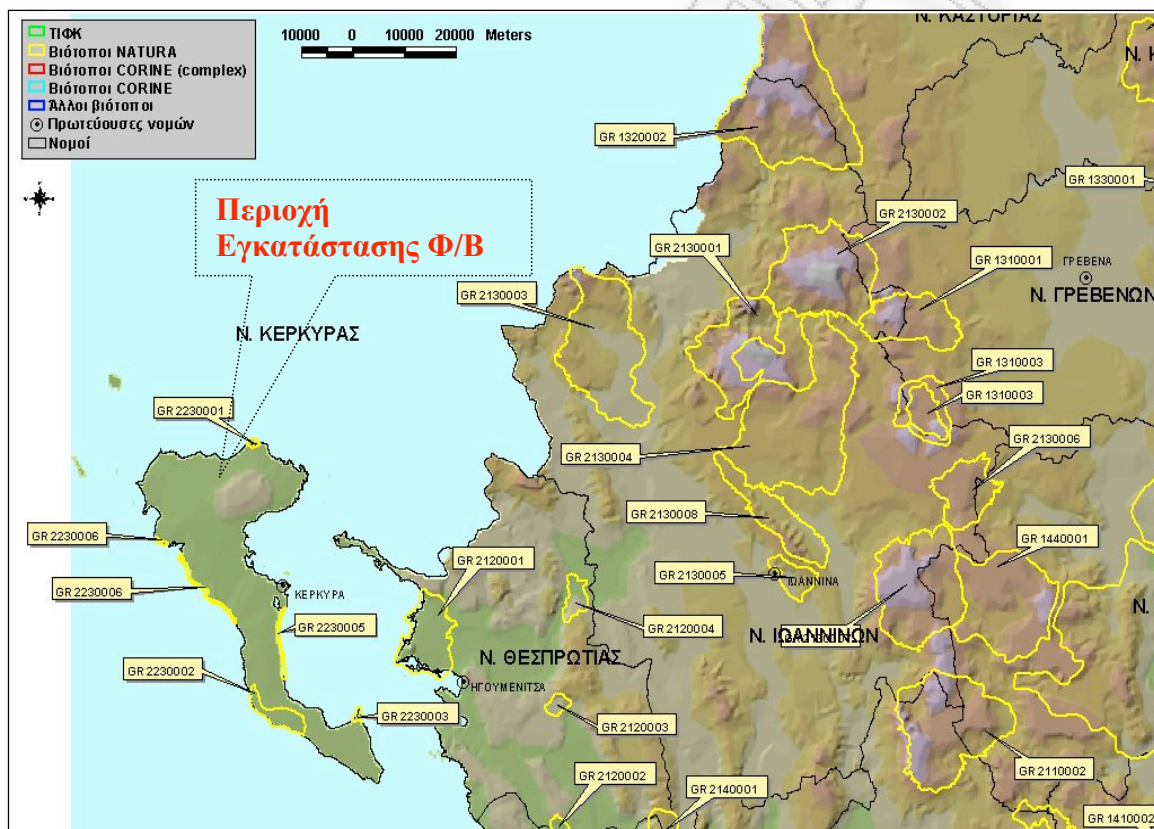 ΤΙΦΚ
Βιότοποι NATURA
Βιότοποι CORINE (complex)
Βιότοποι CORINE
Άλλοι βιότοποι
Πρωτεύουσες νομών
Νομοί
10000 0 10000 20000 Meters
Ν. ΚΑΣΤΟΡΙΑΣ
Ν. Κ
GR 1320002
GR 1330001
Περιοχή
Εγκατάστασης Φ/Β
GR 2130002
GR 2130001
GR 1310001
ΓΡΕΒΕΝΑ
Ν. ΓΡΕΒΕΝΩΝ
GR 2130003
Ν. ΚΕΡΚΥΡΑΣ
GR 1310003
GR 1310003
GR 2230001
GR 2130006
GR 2130004
GR 2130008
GR 2230006
GR 1440001
GR 2120001
GR 2130005
ΙΩΑΝΝΙΝΑ
GR 2230006
ΚΕΡΚΥΡΑ
GR 2230005
GR 2120004
Ν. ΙΩΑΝΝΙΝΩΝ
Ν.
Ν. ΘΕΣΠΡΩΤΙΑΣ
GR 2230002
ΗΓΟΥΜΕΝΙΤΣΑ
GR 2230003
GR 2120003
GR 2110002
GR 2120002
GR 2140001
GR 1410002